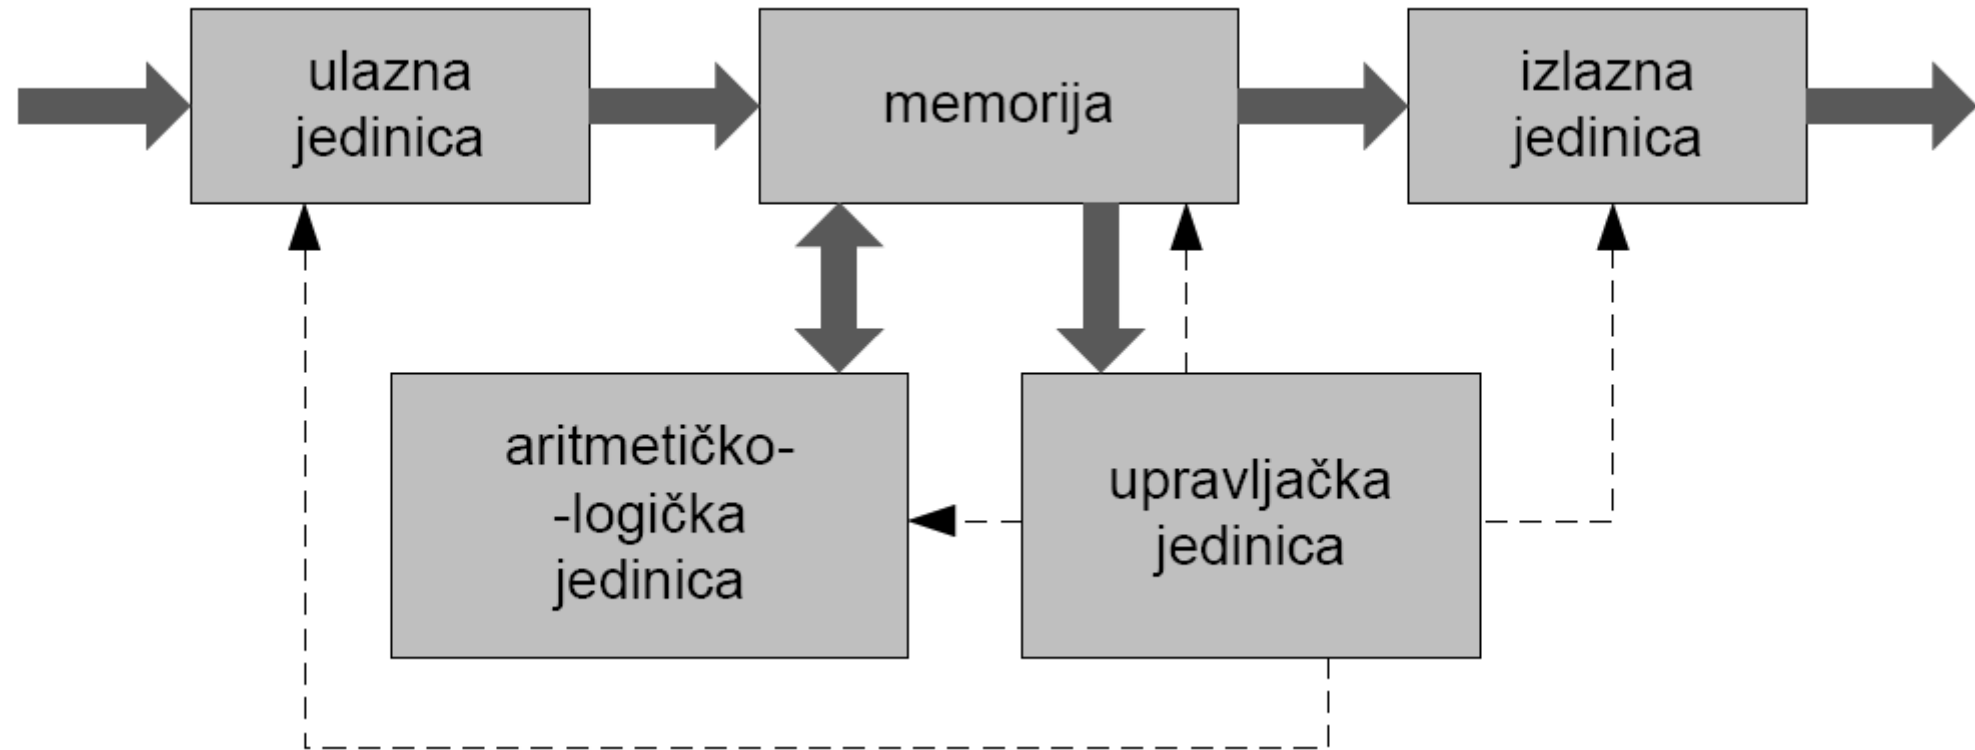 ulazna
jedinica
memorija
izlazna
jedinica
aritmetičko-
-logička
jedinica
upravljačka
jedinica